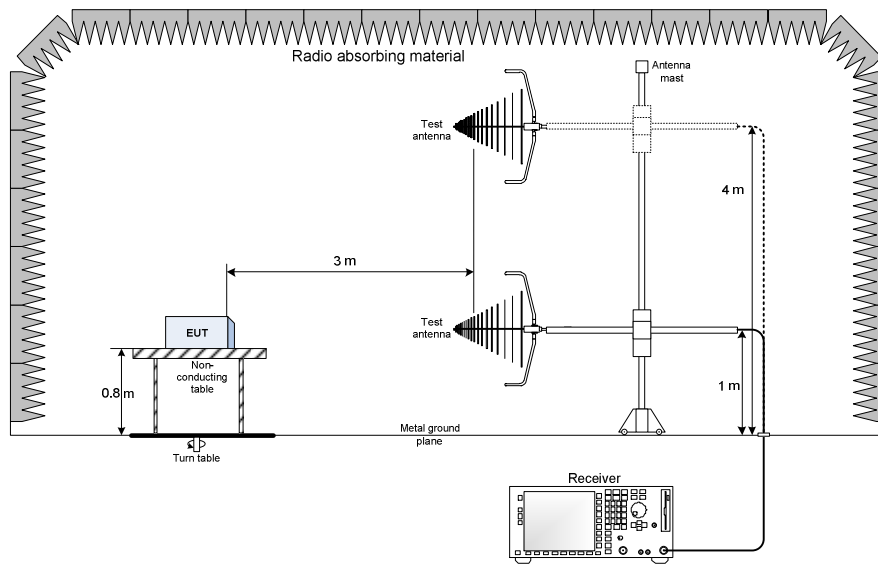 Radio absorbing material
Antenna
mast
Test
antenna
4 m
3 m
Test
antenna
EUT
Non-
conducting
table
0.8 m
1 m
Metal ground
plane
Turn table
Receiver